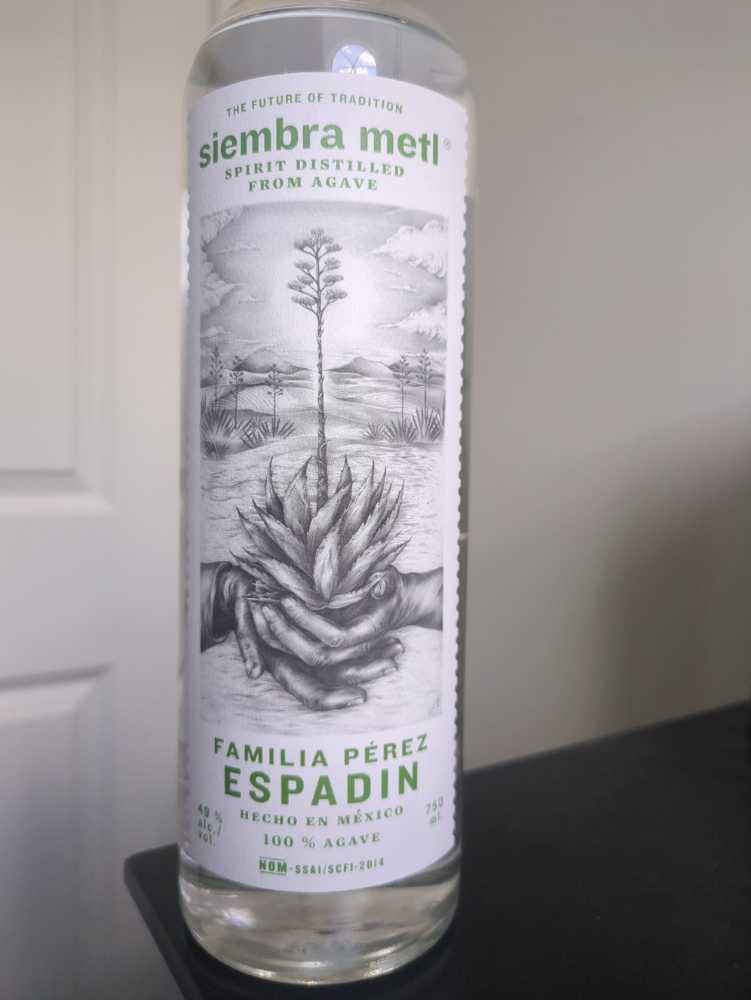 THE FUTURE OF TRADITION
siembra metl®
SPIRIT DISTILLED
FROM AGAVE
FAMILIA PÉREZ
ESPADIN
49 %
alc./
vol.
HECHO EN MÉXICO
750
ml.
100 % AGAVE
NOM-SSA1/SCFI-2014